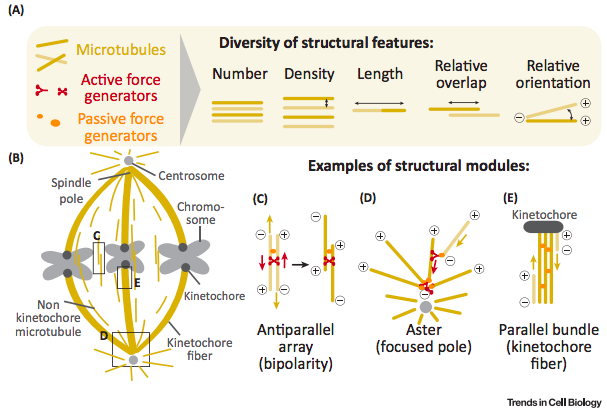 (A)
Microtubules
Active force
generators
Passive force
generators
Diversity of structural features:
Number
Density
Length
Relative
overlap
Relative
orientation
+
−
+
(B)
Centrosome
Spindle
pole
Chromo-
some
C
E
D
Kinetochore
Non
kinetochore
microtubule
Kinetochore
fiber
Examples of structural modules:
(C)
− +
+ −
+ −
+ −
Antiparallel
array
(bipolarity)
(D)
+ + −
+ +
−
Aster
(focused pole)
(E)
Kinetochore
+
−
+
−
Parallel bundle
(kinetochore
fiber)
Trends in Cell Biology